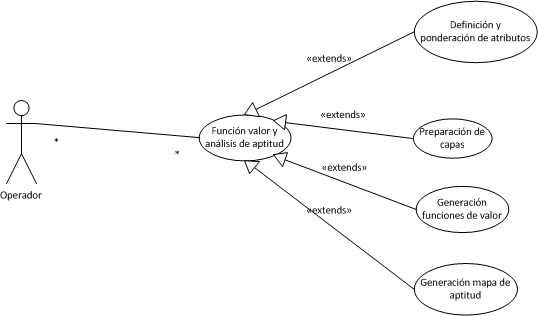 Definición y
ponderación de atributos
«extends»
«extends»
Función valor y
análisis de aptitud
Preparación de
capas
*
*
«extends»
Operador
Generación
funciones de valor
«extends»
Generación mapa de
aptitud